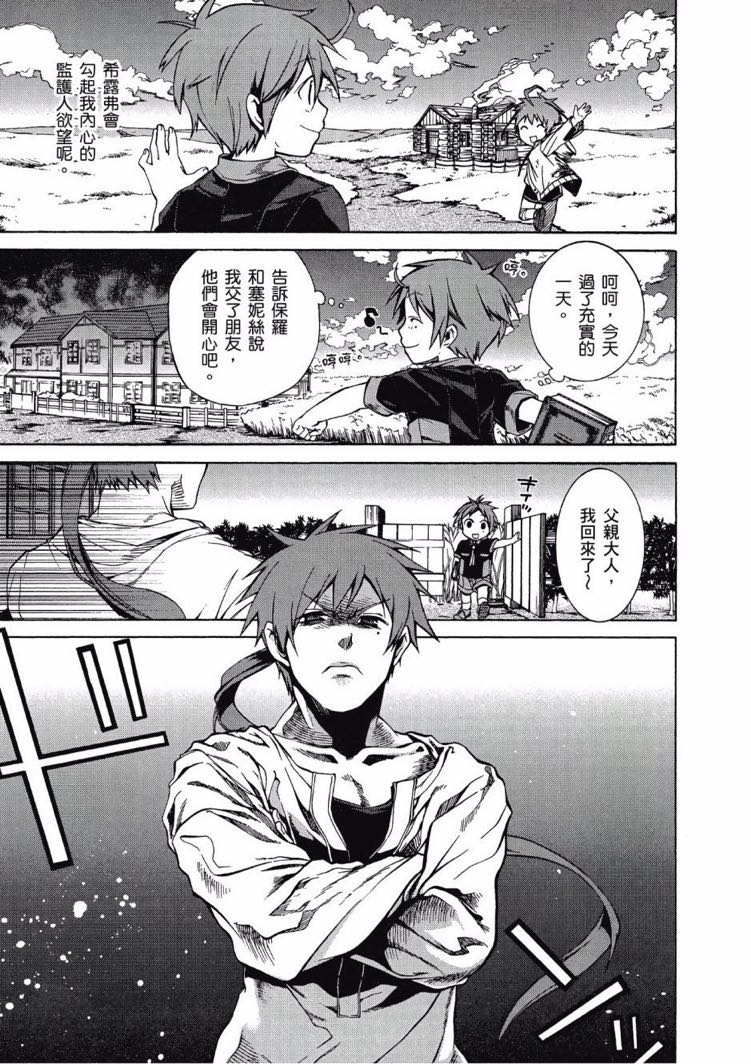 希露弗會
勾起我內心的
監護人欲望呢。
呵呵，今天
過了充實的
一天。
哼。
哼哼。
告訴保羅
和塞妮絲說
我交了朋友，
他們會開心吧。
父親大人，
我回來了～